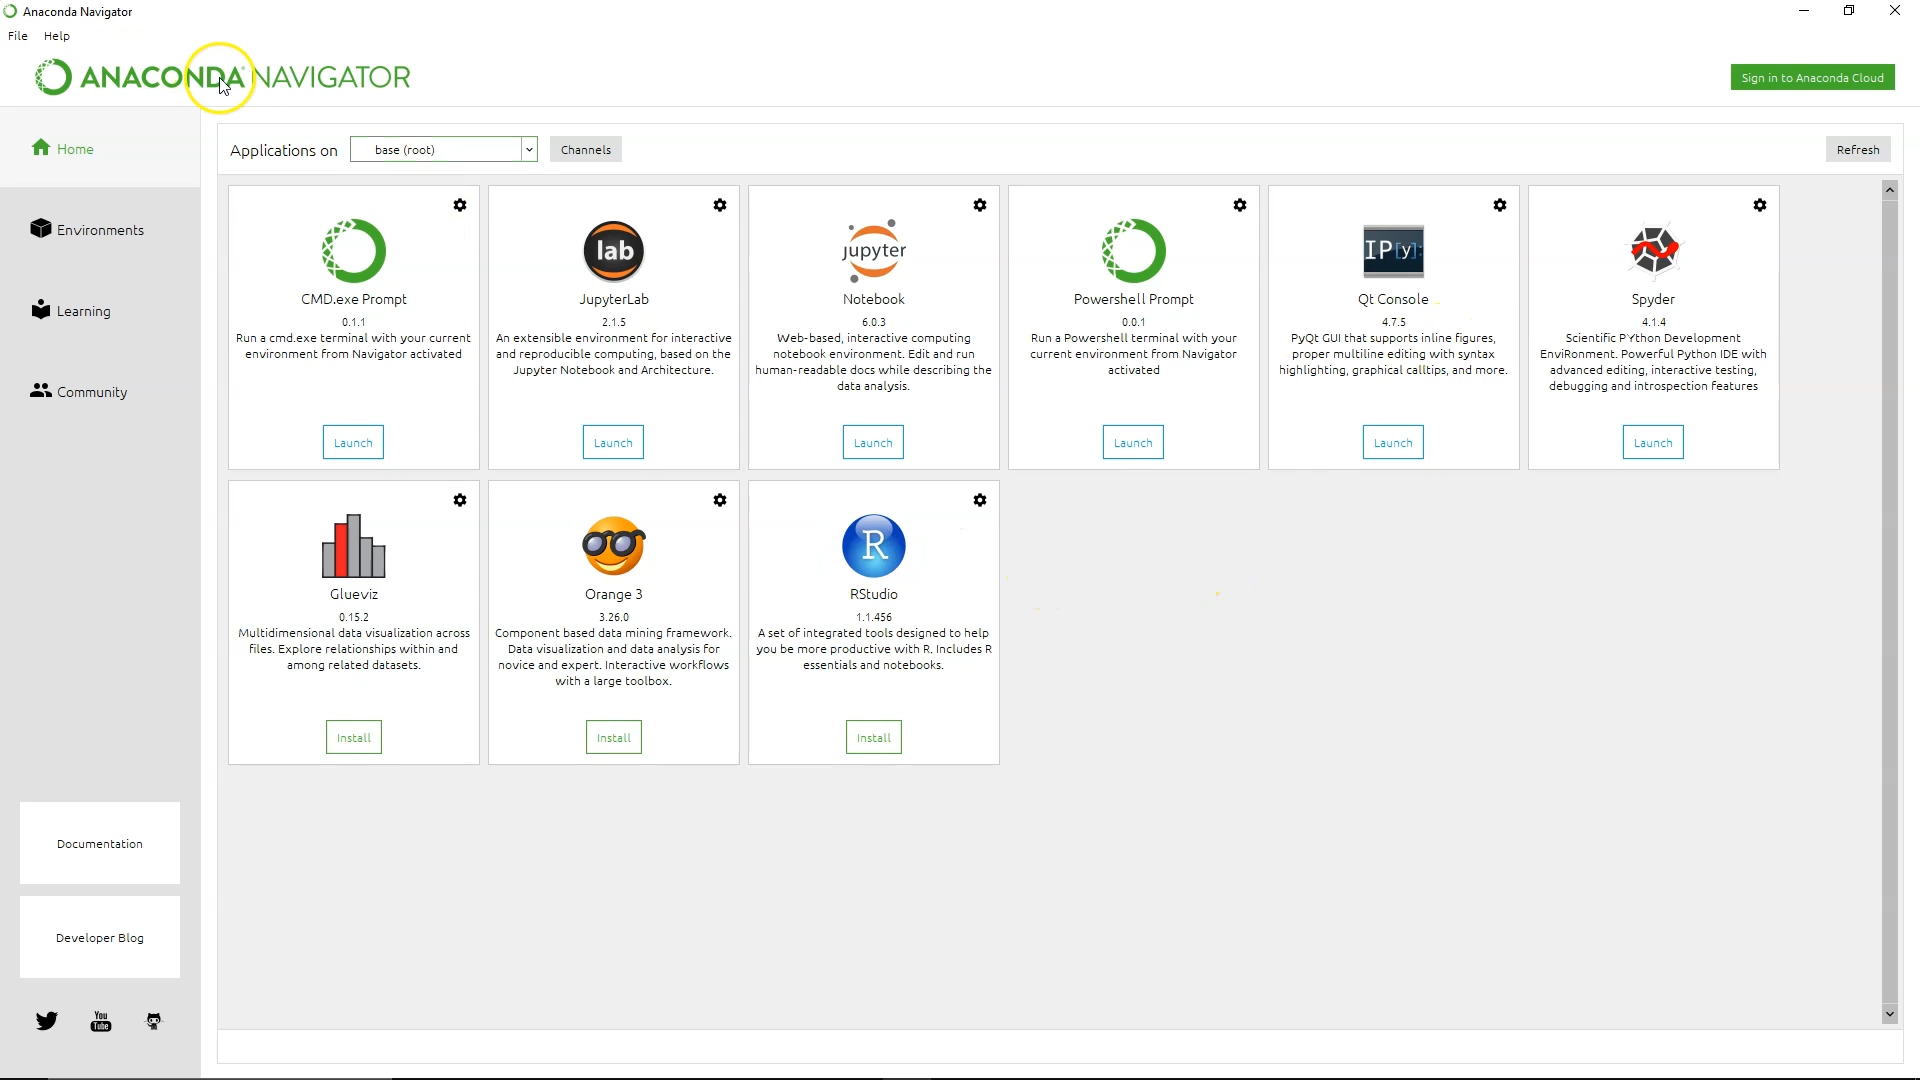 Anaconda Navigator
File Help
ANACONDA NAVIGATOR
Sign in to Anaconda Cloud
Home
Environments
Learning
Community
Documentation
Developer Blog
You
Tube
Applications on base (root) Channels Refresh
CMD.exe Prompt
0.1.1
Run a cmd.exe terminal with your current
environment from Navigator activated
Launch
lab
JupyterLab
2.1.5
An extensible environment for interactive
and reproducible computing, based on the
Jupyter Notebook and Architecture.
Launch
jupyter
Notebook
6.0.3
Web-based, interactive computing
notebook environment. Edit and run
human-readable docs while describing the
data analysis.
Launch
Powershell Prompt
0.0.1
Run a Powershell terminal with your
current environment from Navigator
activated
Launch
IP[y]:
Qt Console
4.7.5
PyQt GUI that supports inline figures,
proper multiline editing with syntax
highlighting, graphical calltips, and more.
Launch
Spyder
4.1.4
Scientific PYthon Development
EnviRonment. Powerful Python IDE with
advanced editing, interactive testing,
debugging and introspection features
Launch
Glueviz
0.15.2
Multidimensional data visualization across
files. Explore relationships within and
among related datasets.
Install
Orange 3
3.26.0
Component based data mining framework.
Data visualization and data analysis for
novice and expert. Interactive workflows
with a large toolbox.
Install
R
RStudio
1.1.456
A set of integrated tools designed to help
you be more productive with R. Includes R
essentials and notebooks.
Install